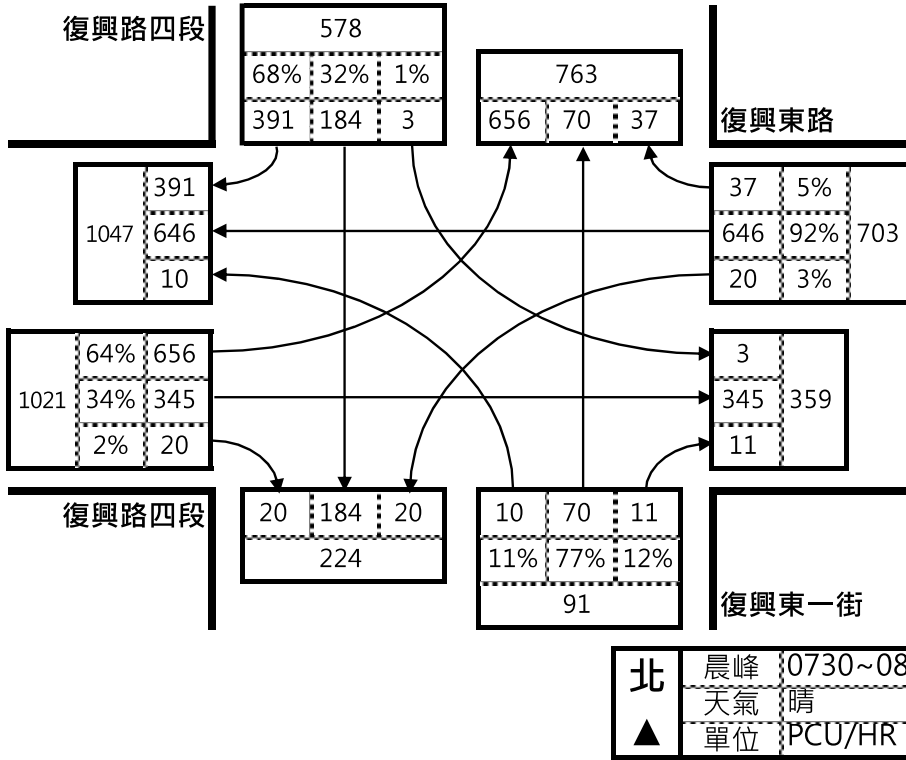 復興路四段
578
68% 32% 1%
391 184 3
763
656 70 37
復興東路
1047
391
646
10
37 5%
646 92% 703
20 3%
64% 656
1021 34% 345
2% 20
3
345 359
11
復興路四段
20 184 20
224
10 70 11
11% 77% 12%
91
復興東一街
北
▲
晨峰 0730~08
天氣 晴
單位 PCU/HR